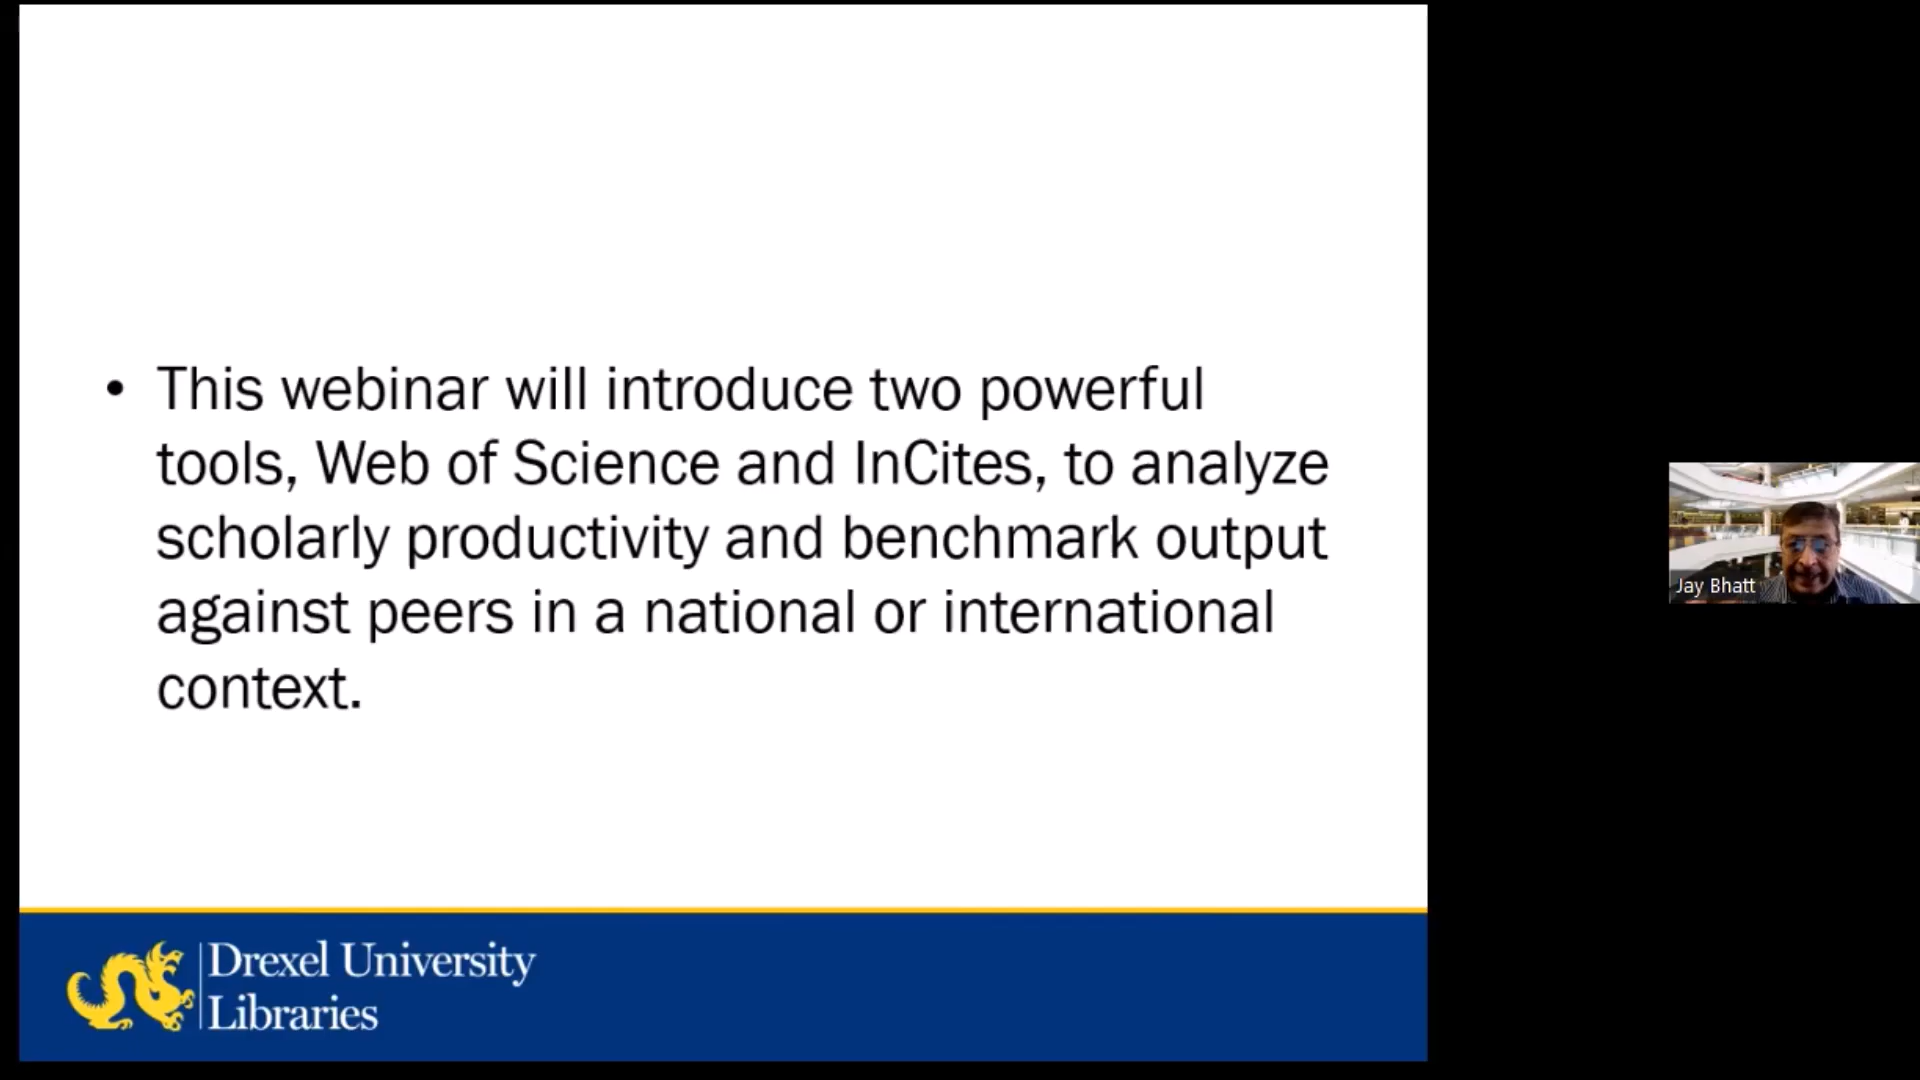 • This webinar will introduce two powerful
tools, Web of Science and InCites, to analyze
scholarly productivity and benchmark output
against peers in a national or international
context.
Drexel University
Libraries
Jay Bhatt